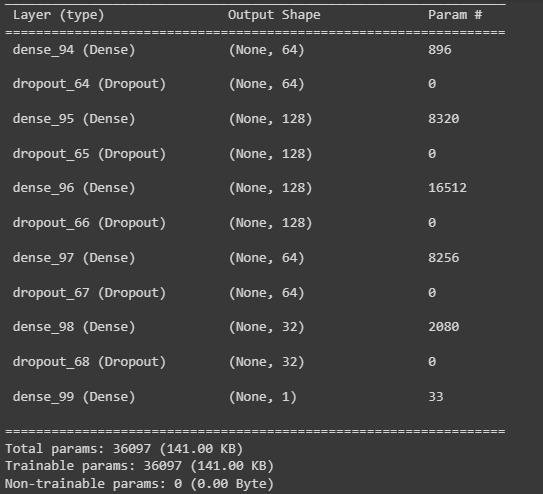 Layer (type) Output Shape Param #
=================================================================
dense_94 (Dense) (None, 64) 896
dropout_64 (Dropout) (None, 64) 0
dense_95 (Dense) (None, 128) 8320
dropout_65 (Dropout) (None, 128) 0
dense_96 (Dense) (None, 128) 16512
dropout_66 (Dropout) (None, 128) 0
dense_97 (Dense) (None, 64) 8256
dropout_67 (Dropout) (None, 64) 0
dense_98 (Dense) (None, 32) 2080
dropout_68 (Dropout) (None, 32) 0
dense_99 (Dense) (None, 1) 33
=================================================================
Total params: 36097 (141.00 KB)
Trainable params: 36097 (141.00 KB)
Non-trainable params: 0 (0.00 Byte)